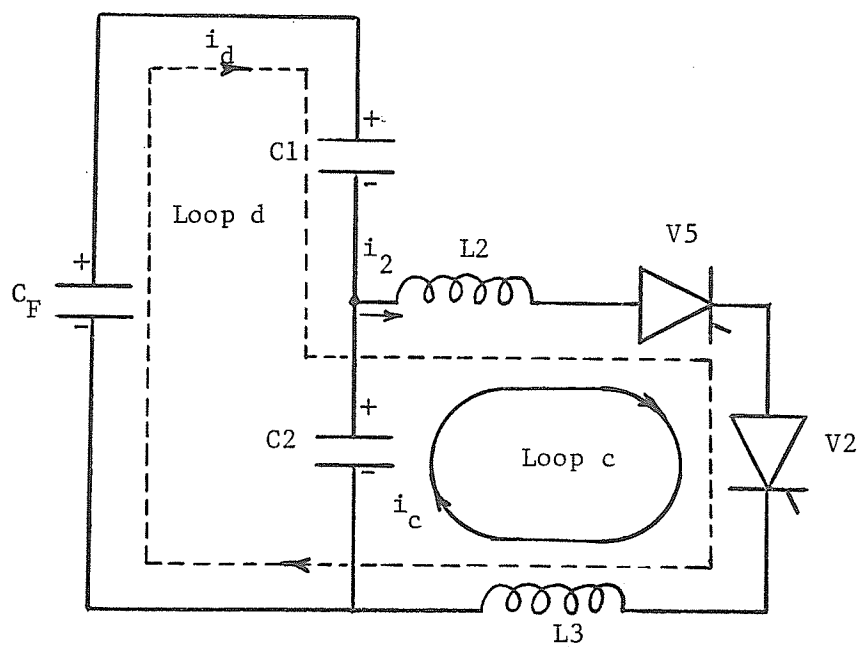 i_d
+
C1
-
Loop d
V5
i_2
L2
+
C_F
-
+
C2
-
Loop c
V2
i_c
L3